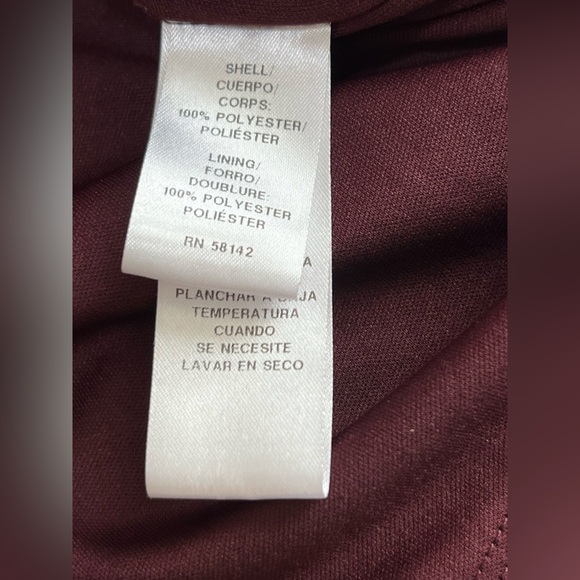 SHELL/
CUERPO/
CORPS:
100% POLYESTER/
POLIÉSTER
LINING/
FORRO/
DOUBLURE:
100% POLYESTER
POLIÉSTER
RN 58142
A
PLANCHAR A BAJA
TEMPERATURA
CUANDO
SE NECESITE
LAVAR EN SECO